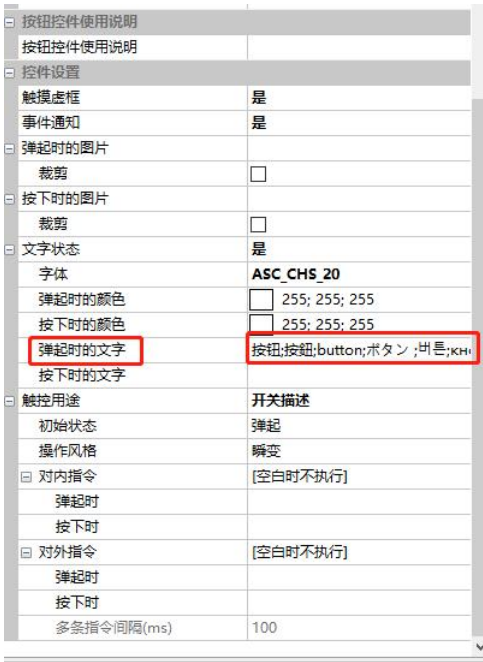 按钮控件使用说明
按钮控件使用说明
控件设置
触摸虚框 是
事件通知 是
弹起时的图片
裁剪
按下时的图片
裁剪
文字状态 是
字体 ASC_CHS_20
弹起时的颜色 255; 255; 255
按下时的颜色 255; 255; 255
弹起时的文字 按钮;按鈕;button;ボタン ;버튼;кно
按下时的文字
触控用途 开关描述
初始状态 弹起
操作风格 瞬变
对内指令 [空白时不执行]
弹起时
按下时
对外指令 [空白时不执行]
弹起时
按下时
多条指令间隔(ms) 100